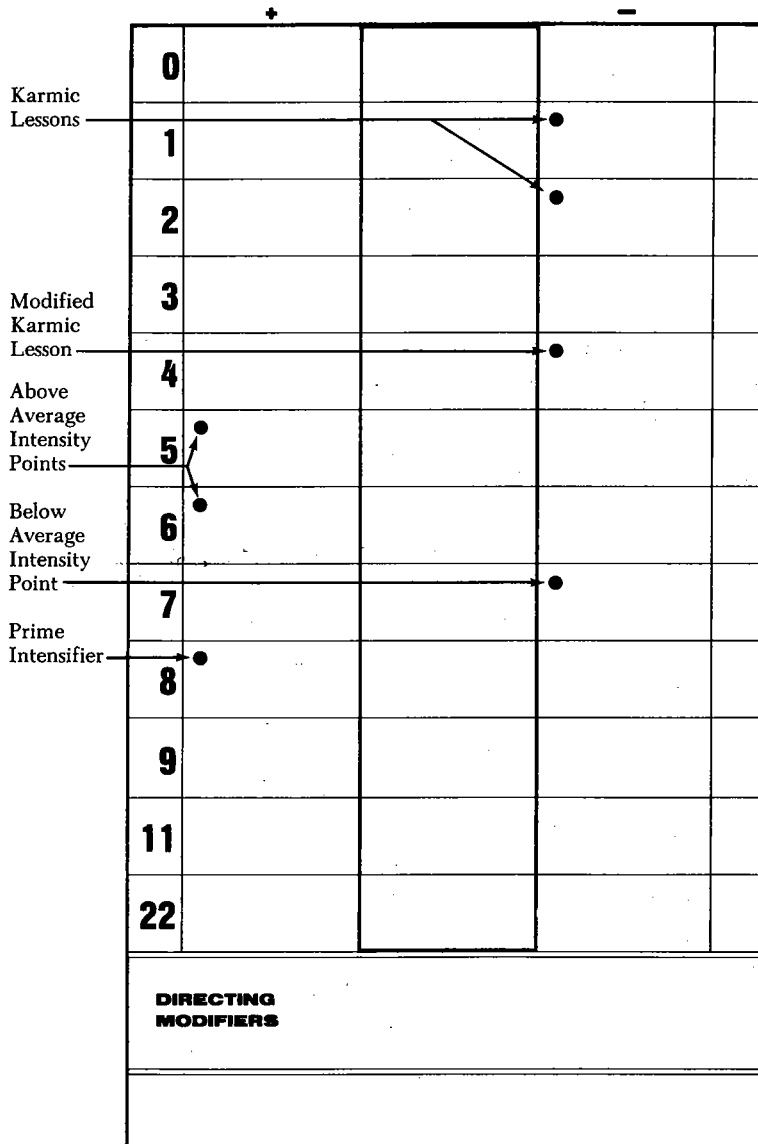 + −
0
Karmic
Lessons
1
2
3
Modified
Karmic
Lesson
4
Above
Average
Intensity
Points
5
Below
Average
Intensity
Point
6
7
Prime
Intensifier
8
9
11
22
DIRECTING
MODIFIERS